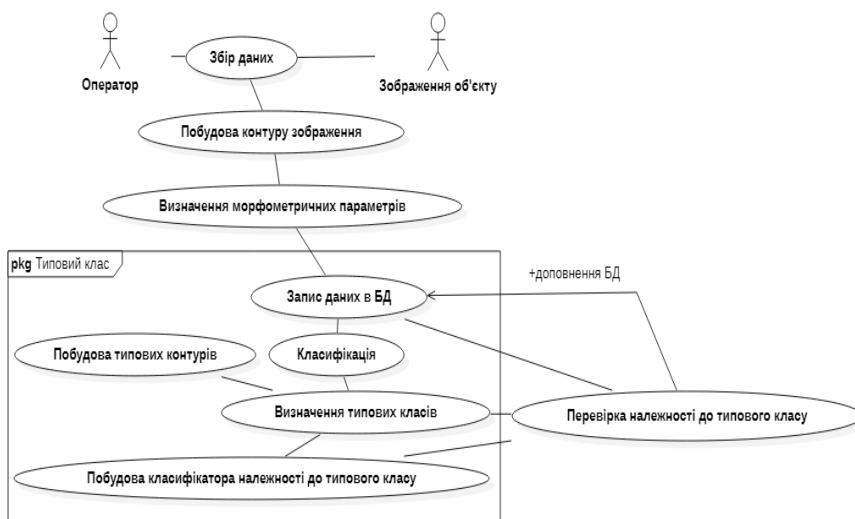 Збір даних
Оператор
Зображення об'єкту
Побудова контуру зображення
Визначення морфометричних параметрів
pkg Типовий клас
+доповнення БД
Запис даних в БД
Побудова типових контурів
Класифікація
Визначення типових класів
Перевірка належності до типового класу
Побудова класифікатора належності до типового класу